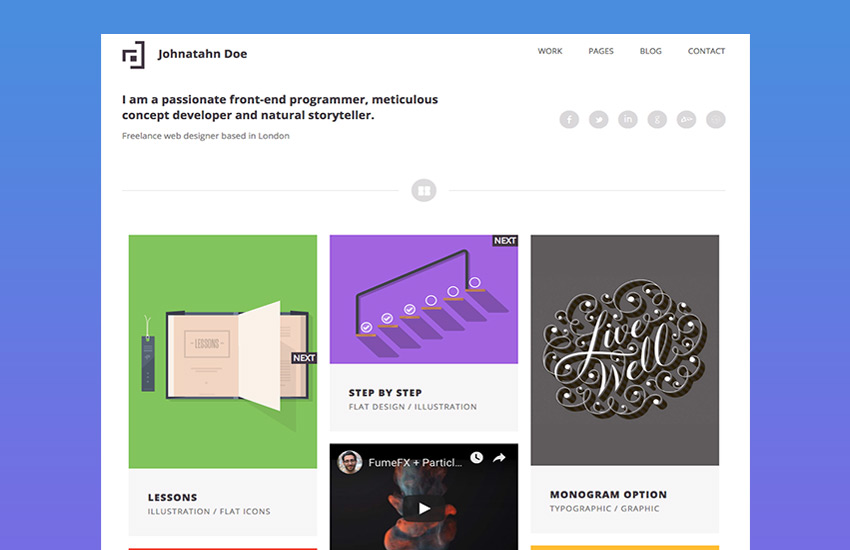 Johnatahn Doe
WORK PAGES BLOG CONTACT
I am a passionate front-end programmer, meticulous
concept developer and natural storyteller.
Freelance web designer based in London
LESSONS
NEXT
LESSONS
ILLUSTRATION / FLAT ICONS
NEXT
STEP BY STEP
FLAT DESIGN / ILLUSTRATION
FumeFX + Particl...
Live
Well
MONOGRAM OPTION
TYPOGRAPHIC / GRAPHIC